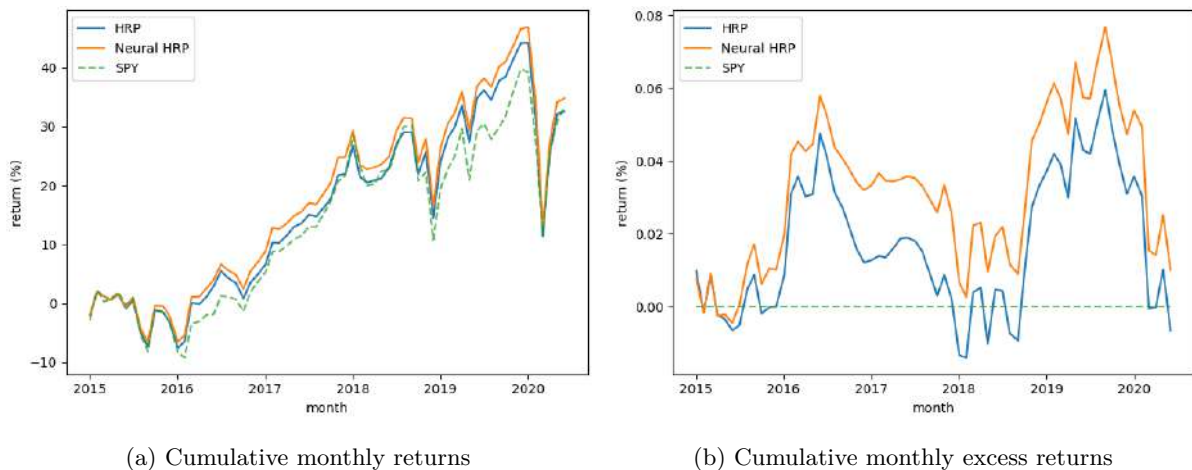 HRP
Neural HRP
SPY
return (%)
40
30
20
10
0
−10
2015
2016
2017
2018
2019
2020
month
(a) Cumulative monthly returns
HRP
Neural HRP
SPY
return (%)
0.08
0.06
0.04
0.02
0.00
2015
2016
2017
2018
2019
2020
month
(b) Cumulative monthly excess returns